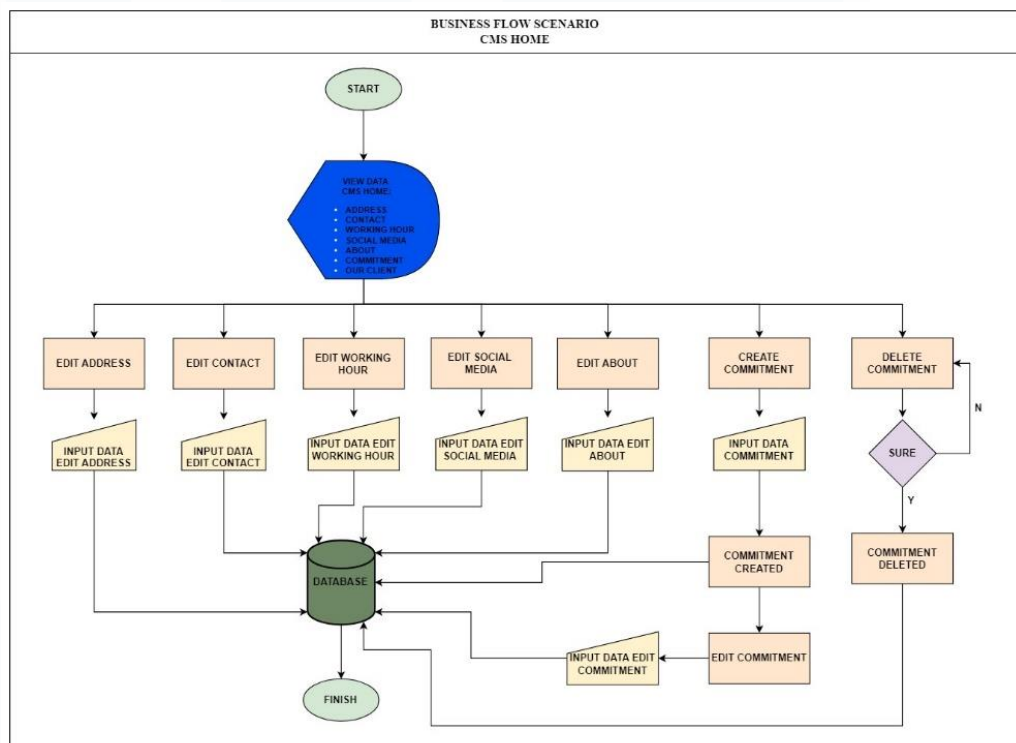 BUSINESS FLOW SCENARIO
CMS HOME
START
VIEW DATA
CMS HOME:
• ADDRESS
• CONTACT
• WORKING HOUR
• SOCIAL MEDIA
• ABOUT
• COMMITMENT
• OUR CLIENT
EDIT ADDRESS
EDIT CONTACT
EDIT WORKING
HOUR
EDIT SOCIAL
MEDIA
EDIT ABOUT
CREATE
COMMITMENT
DELETE
COMMITMENT
N
INPUT DATA
EDIT ADDRESS
INPUT DATA
EDIT CONTACT
INPUT DATA EDIT
WORKING HOUR
INPUT DATA EDIT
SOCIAL MEDIA
INPUT DATA EDIT
ABOUT
INPUT DATA
COMMITMENT
SURE
Y
DATABASE
COMMITMENT
CREATED
COMMITMENT
DELETED
INPUT DATA EDIT
COMMITMENT
EDIT COMMITMENT
FINISH